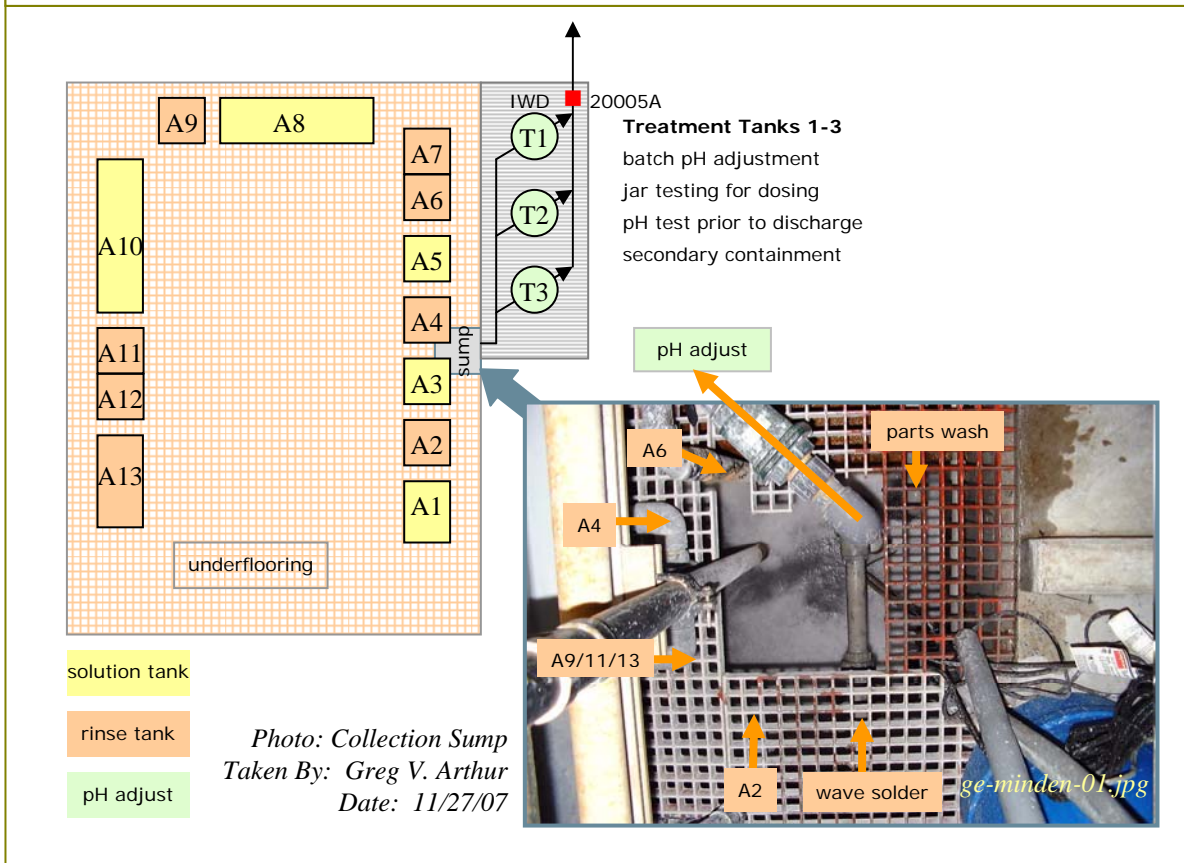 IWD 20005A
A9
A8
T1
Treatment Tanks 1-3
A7
batch pH adjustment
A6
jar testing for dosing
A10
T2
pH test prior to discharge
A5
secondary containment
T3
A4
sump
A11
pH adjust
A3
A12
A2
A13
A1
underflooring
A6
parts wash
A4
A9/11/13
A2
wave solder
ge-minden-01.jpg
solution tank
rinse tank
pH adjust
Photo: Collection Sump
Taken By: Greg V. Arthur
Date: 11/27/07